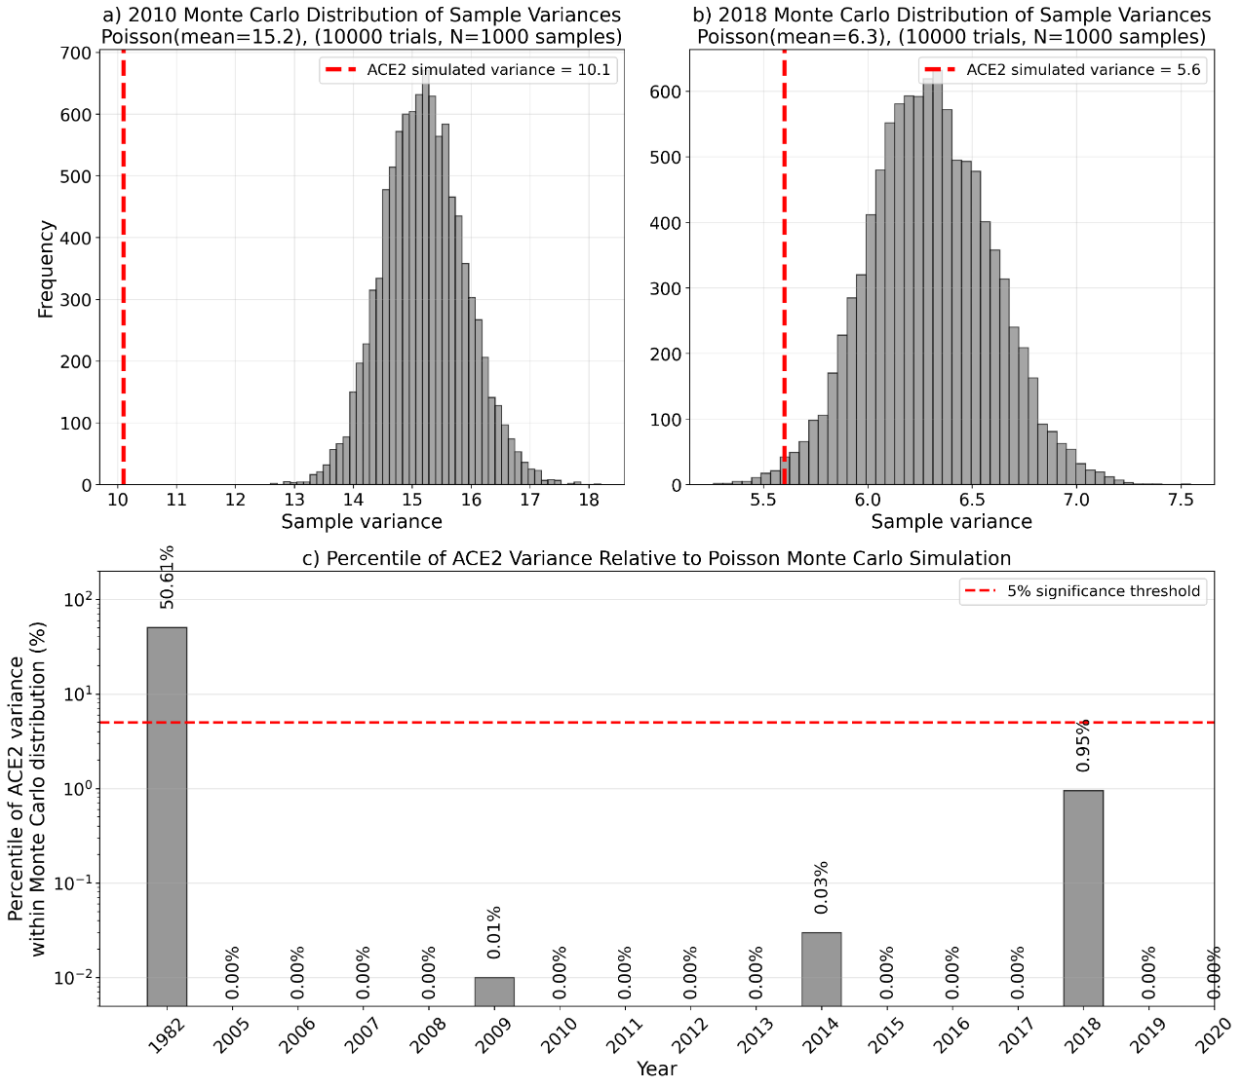 a) 2010 Monte Carlo Distribution of Sample Variances
Poisson(mean=15.2), (10000 trials, N=1000 samples)
ACE2 simulated variance = 10.1
Frequency
700
600
500
400
300
200
100
0
10 11 12 13 14 15 16 17 18
Sample variance
b) 2018 Monte Carlo Distribution of Sample Variances
Poisson(mean=6.3), (10000 trials, N=1000 samples)
ACE2 simulated variance = 5.6
600
500
400
300
200
100
0
5.5 6.0 6.5 7.0 7.5
Sample variance
c) Percentile of ACE2 Variance Relative to Poisson Monte Carlo Simulation
5% significance threshold
Percentile of ACE2 variance
within Monte Carlo distribution (%)
10²
10¹
10⁰
10⁻¹
10⁻²
50.61%
0.00%
0.00%
0.00%
0.00%
0.01%
0.00%
0.00%
0.00%
0.00%
0.03%
0.00%
0.00%
0.00%
0.95%
0.00%
0.00%
1982 2005 2006 2007 2008 2009 2010 2011 2012 2013 2014 2015 2016 2017 2018 2019 2020
Year